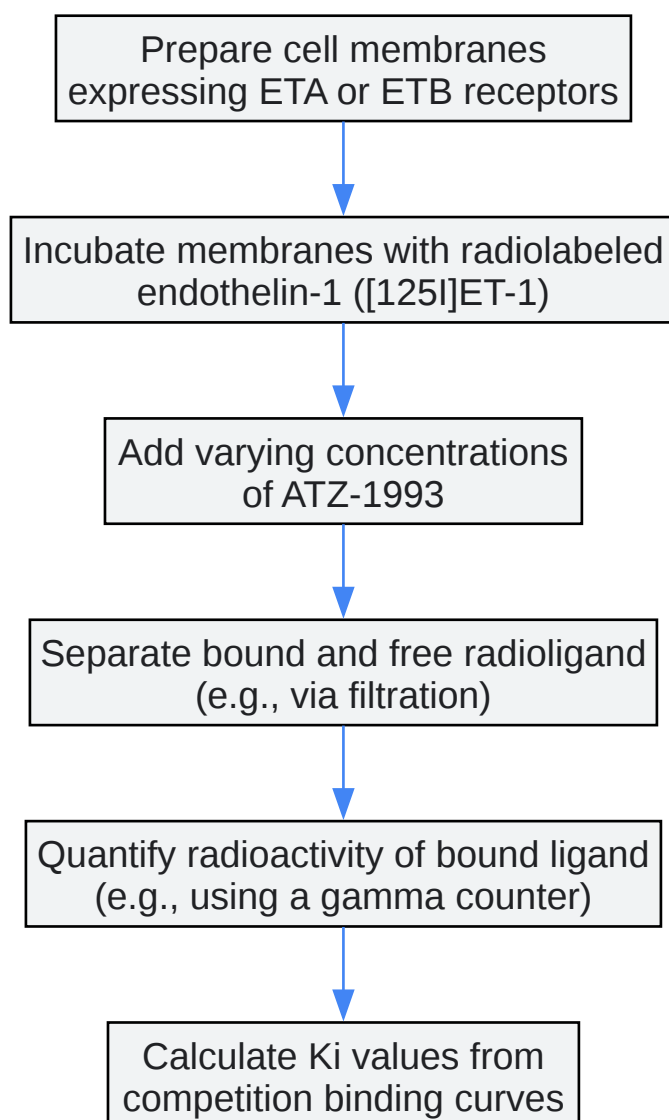 Prepare cell membranes
expressing ETA or ETB receptors
Incubate membranes with radiolabeled
endothelin-1 ([125I]ET-1)
Add varying concentrations
of ATZ-1993
Separate bound and free radioligand
(e.g., via filtration)
Quantify radioactivity of bound ligand
(e.g., using a gamma counter)
Calculate Ki values from
competition binding curves